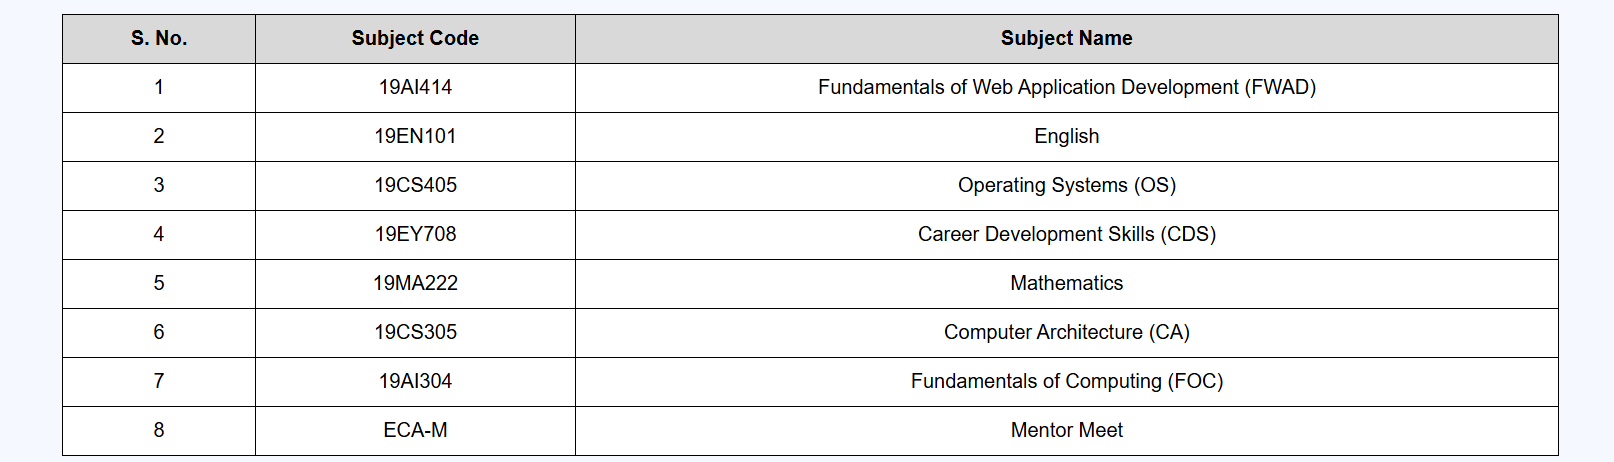 S. No. Subject Code Subject Name
1 19AI414 Fundamentals of Web Application Development (FWAD)
2 19EN101 English
3 19CS405 Operating Systems (OS)
4 19EY708 Career Development Skills (CDS)
5 19MA222 Mathematics
6 19CS305 Computer Architecture (CA)
7 19AI304 Fundamentals of Computing (FOC)
8 ECA-M Mentor Meet